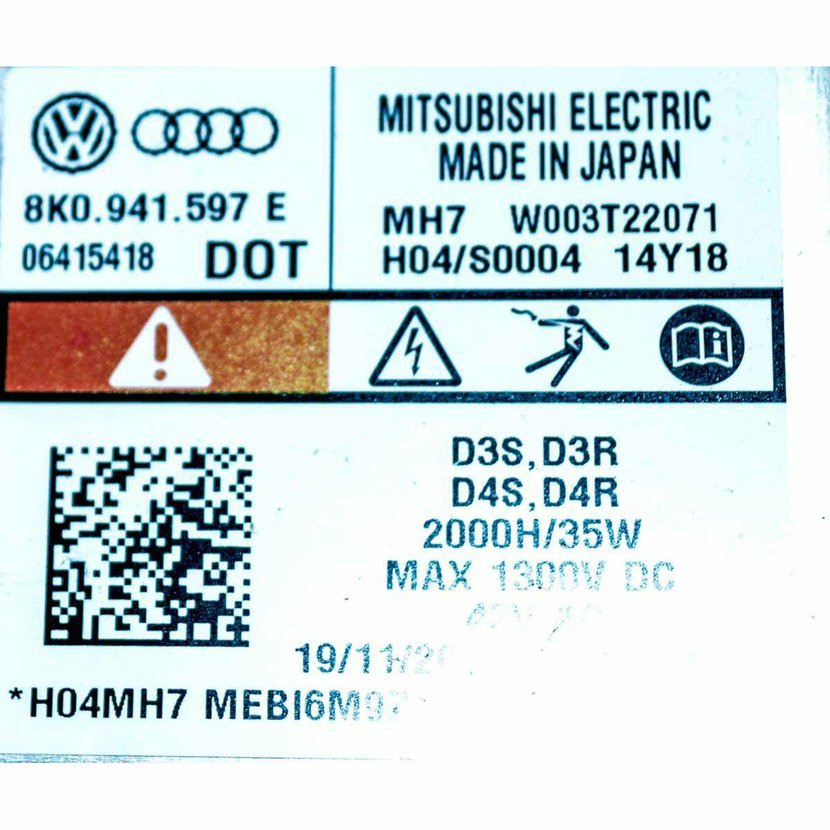 8K0.941.597 E
06415418 DOT
MITSUBISHI ELECTRIC
MADE IN JAPAN
MH7 W003T22071
H04/S0004 14Y18
D3S,D3R
D4S,D4R
2000H/35W
MAX 1300V DC
*H04MH7